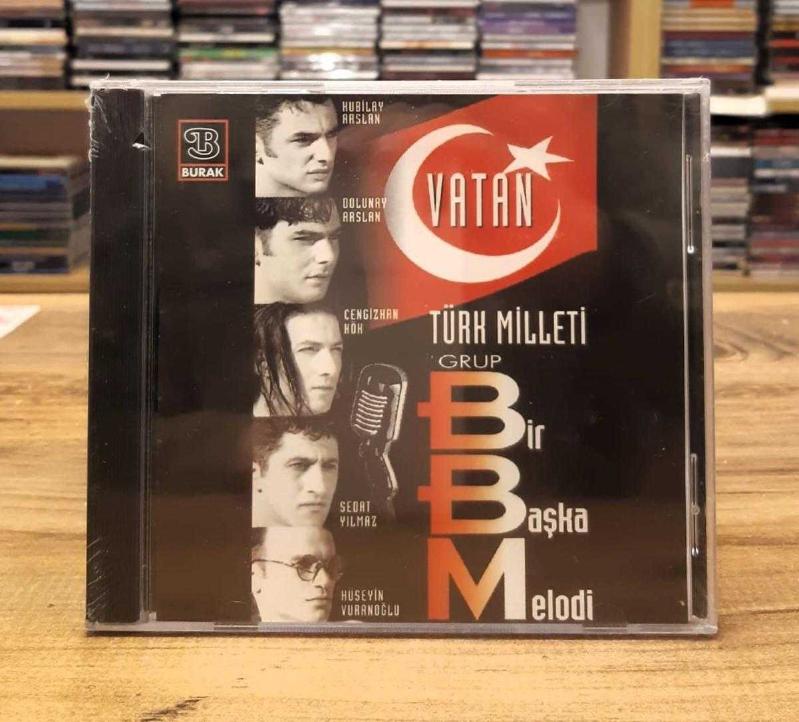 B
BURAK
KUBİLAY
ARSLAN
DOLUNAY
ARSLAN
CENGİZHAN
KÖK
SEDAT
YILMAZ
HÜSEYİN
VURANOĞLU
VATAN
TÜRK MİLLETİ
GRUP
Bir
Başka
Melodi